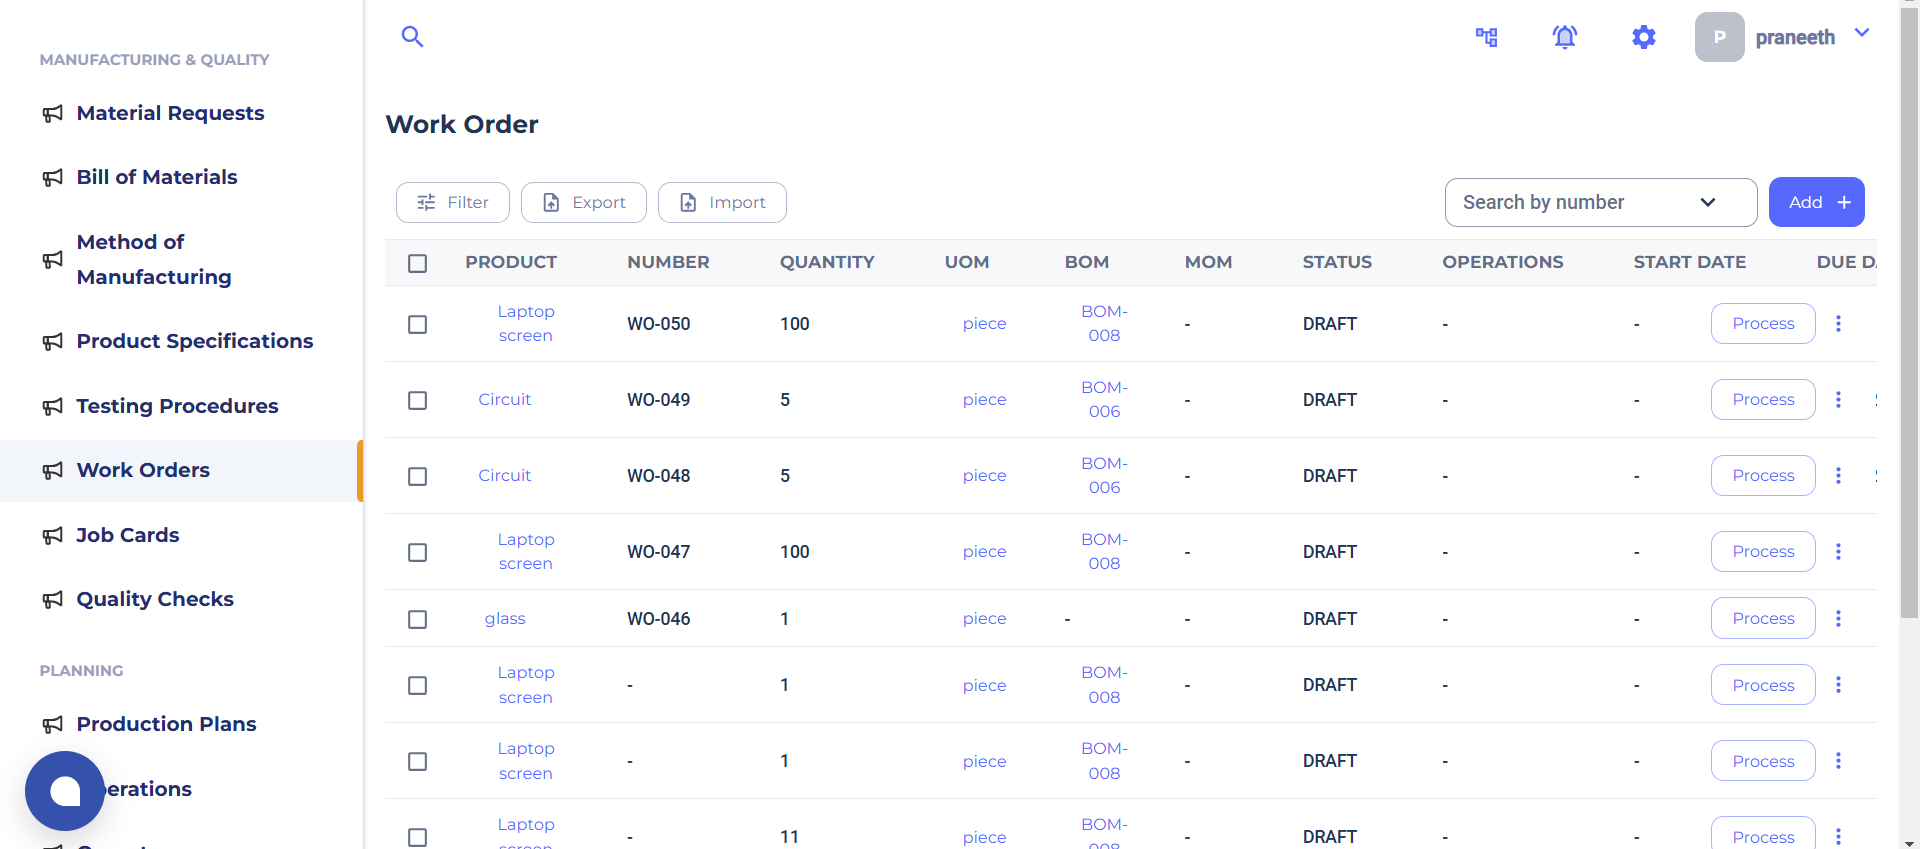 MANUFACTURING & QUALITY
Material Requests
Bill of Materials
Method of
Manufacturing
Product Specifications
Testing Procedures
Work Orders
Job Cards
Quality Checks
PLANNING
Production Plans
perations
P
praneeth
Work Order
Filter
Export
Import
Search by number
Add +
PRODUCT NUMBER QUANTITY UOM BOM MOM STATUS OPERATIONS START DATE DUE DA
Laptop
screen
WO-050 100 piece
BOM-
008
- DRAFT - - Process
Circuit WO-049 5 piece
BOM-
006
- DRAFT - - Process
Circuit WO-048 5 piece
BOM-
006
- DRAFT - - Process
Laptop
screen
WO-047 100 piece
BOM-
008
- DRAFT - - Process
glass WO-046 1 piece - - DRAFT - - Process
Laptop
screen
- 1 piece
BOM-
008
- DRAFT - - Process
Laptop
screen
- 1 piece
BOM-
008
- DRAFT - - Process
Laptop
screen
- 11 piece
BOM-
008
- DRAFT - - Process